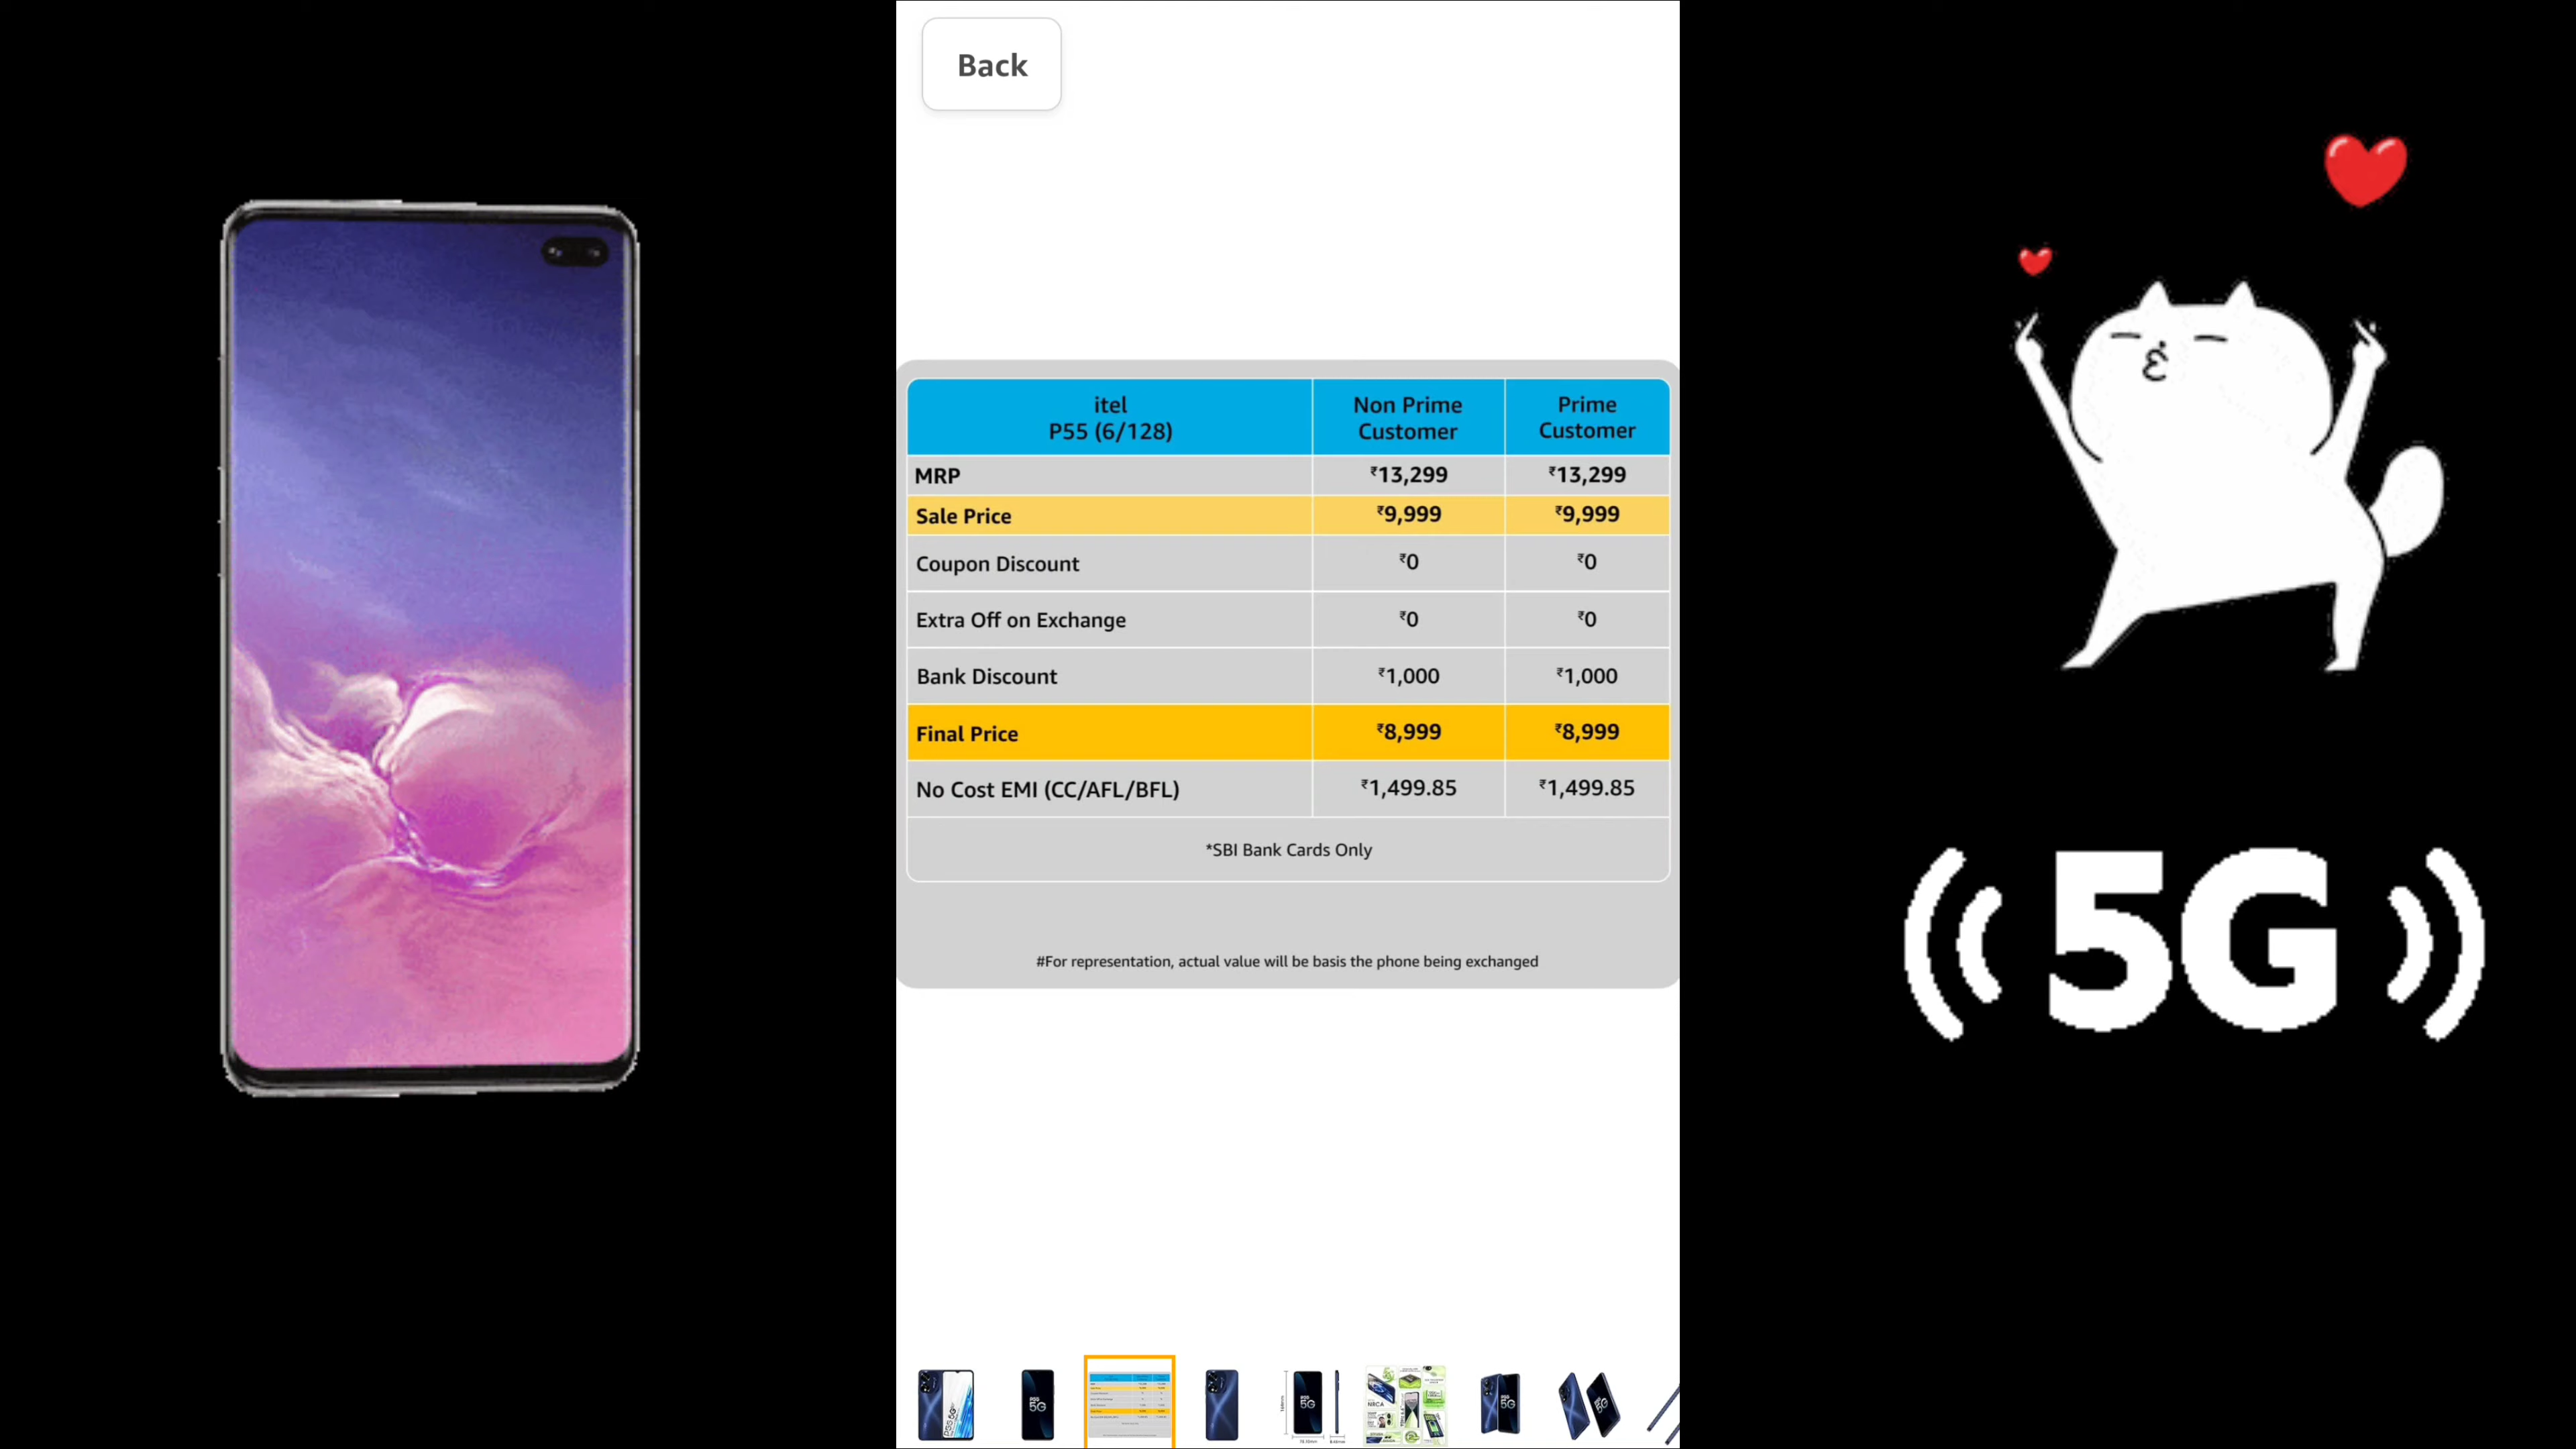 Back
itel
P55 (6/128)
Non Prime
Customer
Prime
Customer
MRP ₹13,299 ₹13,299
Sale Price ₹9,999 ₹9,999
Coupon Discount ₹0 ₹0
Extra Off on Exchange ₹0 ₹0
Bank Discount ₹1,000 ₹1,000
Final Price ₹8,999 ₹8,999
No Cost EMI (CC/AFL/BFL) ₹1,499.85 ₹1,499.85
*SBI Bank Cards Only
#For representation, actual value will be basis the phone being exchanged
5G